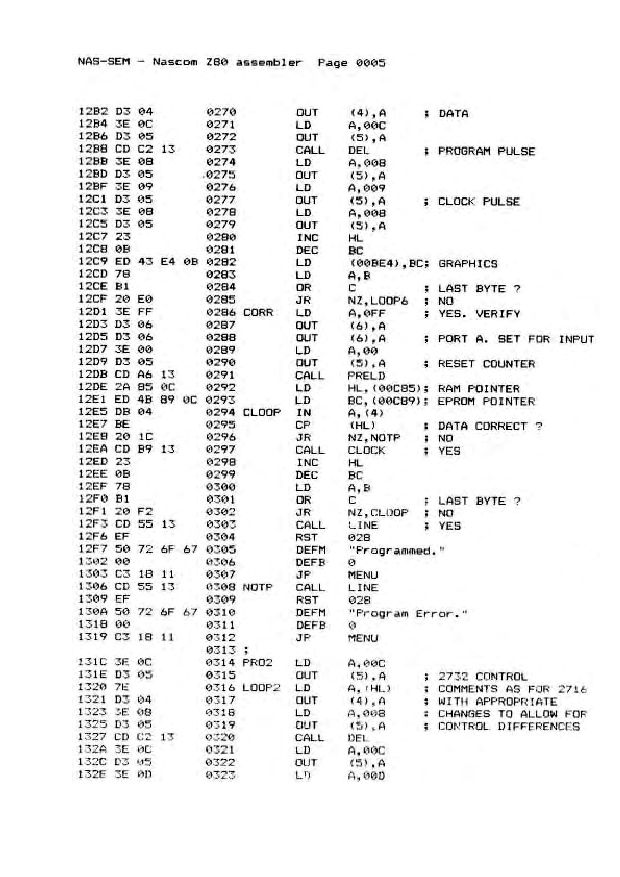 NAS-SEM - Nascom Z80 assembler Page 0005
12B2 D3 04 0270 OUT (4),A ; DATA
12B4 3E 0C 0271 LD A,00C
12B6 D3 05 0272 OUT (5),A
12B8 CD C2 13 0273 CALL DEL ; PROGRAM PULSE
12BB 3E 08 0274 LD A,008
12BD D3 05 .0275 OUT (5),A
12BF 3E 09 0276 LD A,009
12C1 D3 05 0277 OUT (5),A ; CLOCK PULSE
12C3 3E 08 0278 LD A,008
12C5 D3 05 0279 OUT (5),A
12C7 23 0280 INC HL
12C8 0B 0281 DEC BC
12C9 ED 43 E4 0B 0282 LD (00BE4),BC; GRAPHICS
12CD 78 0283 LD A,B
12CE B1 0284 OR C ; LAST BYTE ?
12CF 20 E0 0285 JR NZ,LOOP6 ; NO
12D1 3E FF 0286 CORR LD A,0FF ; YES. VERIFY
12D3 D3 06 0287 OUT (6),A
12D5 D3 06 0288 OUT (6),A ; PORT A. SET FOR INPUT
12D7 3E 00 0289 LD A,00
12D9 D3 05 0290 OUT (5),A ; RESET COUNTER
12DB CD A6 13 0291 CALL PRELD
12DE 2A 85 0C 0292 LD HL,(00C85); RAM POINTER
12E1 ED 4B 89 0C 0293 LD BC,(00C89); EPROM POINTER
12E5 DB 04 0294 CLOOP IN A,(4)
12E7 BE 0295 CP (HL) ; DATA CORRECT ?
12E8 20 1C 0296 JR NZ,NOTP ; NO
12EA CD B9 13 0297 CALL CLOCK ; YES
12ED 23 0298 INC HL
12EE 0B 0299 DEC BC
12EF 78 0300 LD A,B
12F0 B1 0301 OR C ; LAST BYTE ?
12F1 20 F2 0302 JR NZ,CLOOP ; NO
12F3 CD 55 13 0303 CALL LINE ; YES
12F6 EF 0304 RST 028
12F7 50 72 6F 67 0305 DEFM "Programmed."
1302 00 0306 DEFB 0
1303 C3 18 11 0307 JP MENU
1306 CD 55 13 0308 NOTP CALL LINE
1309 EF 0309 RST 028
130A 50 72 6F 67 0310 DEFM "Program Error."
1318 00 0311 DEFB 0
1319 C3 18 11 0312 JP MENU
0313 ;
131C 3E 0C 0314 PRO2 LD A,00C
131E D3 05 0315 OUT (5),A ; 2732 CONTROL
1320 7E 0316 LOOP2 LD A,(HL) ; COMMENTS AS FOR 2716
1321 D3 04 0317 OUT (4),A ; WITH APPROPRIATE
1323 3E 08 0318 LD A,008 ; CHANGES TO ALLOW FOR
1325 D3 05 0319 OUT (5),A ; CONTROL DIFFERENCES
1327 CD C2 13 0320 CALL DEL
132A 3E 0C 0321 LD A,00C
132C D3 05 0322 OUT (5),A
132E 3E 0D 0323 LD A,00D